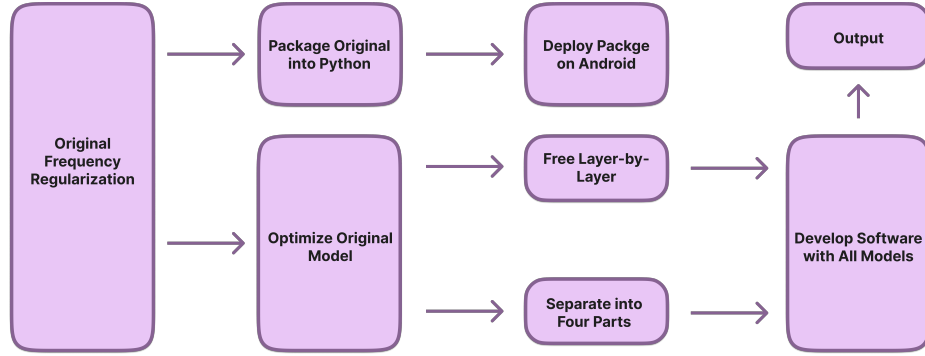 Original
Frequency
Regularization
Package Original
into Python
Deploy Packge
on Android
Optimize Original
Model
Free Layer-by-
Layer
Separate into
Four Parts
Develop Software
with All Models
Output